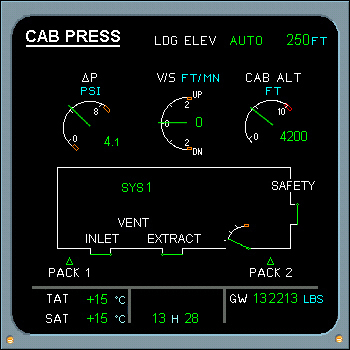 CAB PRESS LDG ELEV AUTO 250FT
ΔP V/S FT/MN CAB ALT
PSI UP FT
8 2 10
0 4.1 0 0 0 4200
2
DN
SYS1 SAFETY
VENT
INLET EXTRACT
PACK 1 PACK 2
TAT +15 °C GW 132213 LBS
SAT +15 °C 13 H 28